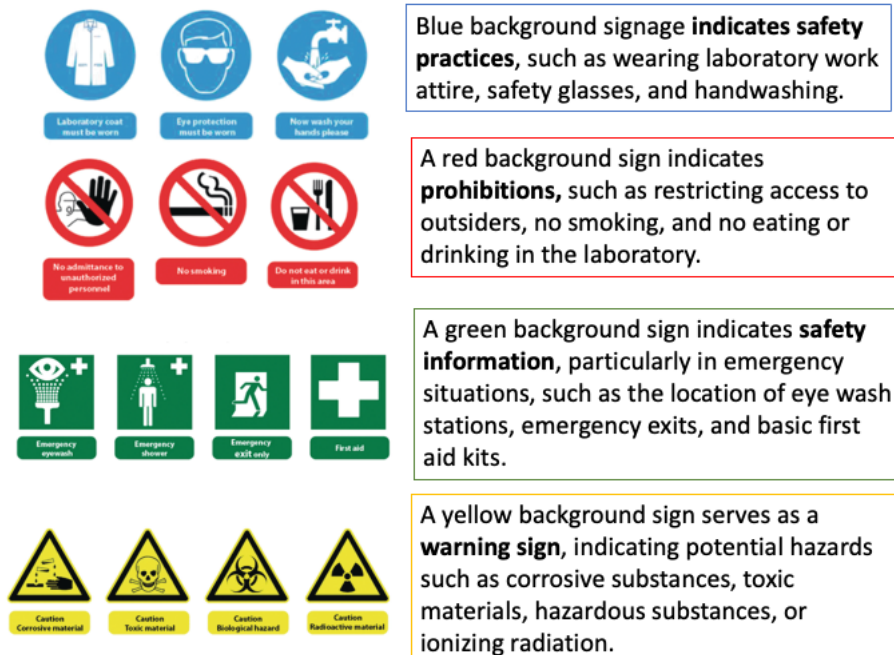 Blue background signage indicates safety
practices, such as wearing laboratory work
attire, safety glasses, and handwashing.
Laboratory coat
must be worn
Eye protection
must be worn
Now wash your
hands please
A red background sign indicates
prohibitions, such as restricting access to
outsiders, no smoking, and no eating or
drinking in the laboratory.
No admittance to
unauthorized
personnel
No smoking
Do not eat or drink
in this area
A green background sign indicates safety
information, particularly in emergency
situations, such as the location of eye wash
stations, emergency exits, and basic first
aid kits.
Emergency
eyewash
Emergency
shower
Emergency
exit only
First aid
A yellow background sign serves as a
warning sign, indicating potential hazards
such as corrosive substances, toxic
materials, hazardous substances, or
ionizing radiation.
Caution
Corrosive material
Caution
Toxic material
Caution
Biological hazard
Caution
Radioactive material